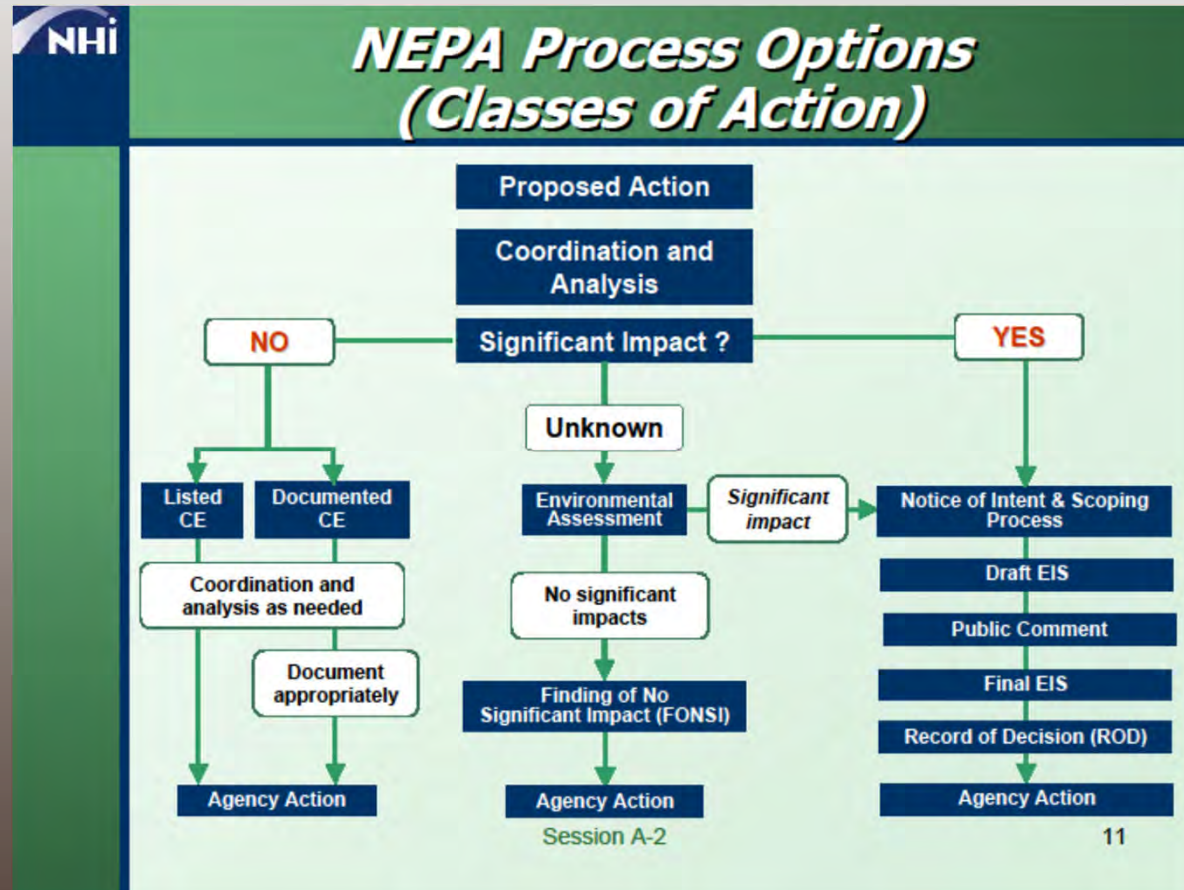 NHi
NEPA Process Options
(Classes of Action)
Proposed Action
Coordination and
Analysis
Significant Impact ?
NO
YES
Unknown
Listed
CE
Documented
CE
Environmental
Assessment
Significant
impact
Notice of Intent & Scoping
Process
Coordination and
analysis as needed
No significant
impacts
Draft EIS
Public Comment
Document
appropriately
Finding of No
Significant Impact (FONSI)
Final EIS
Record of Decision (ROD)
Agency Action
Agency Action
Agency Action
Session A-2
11